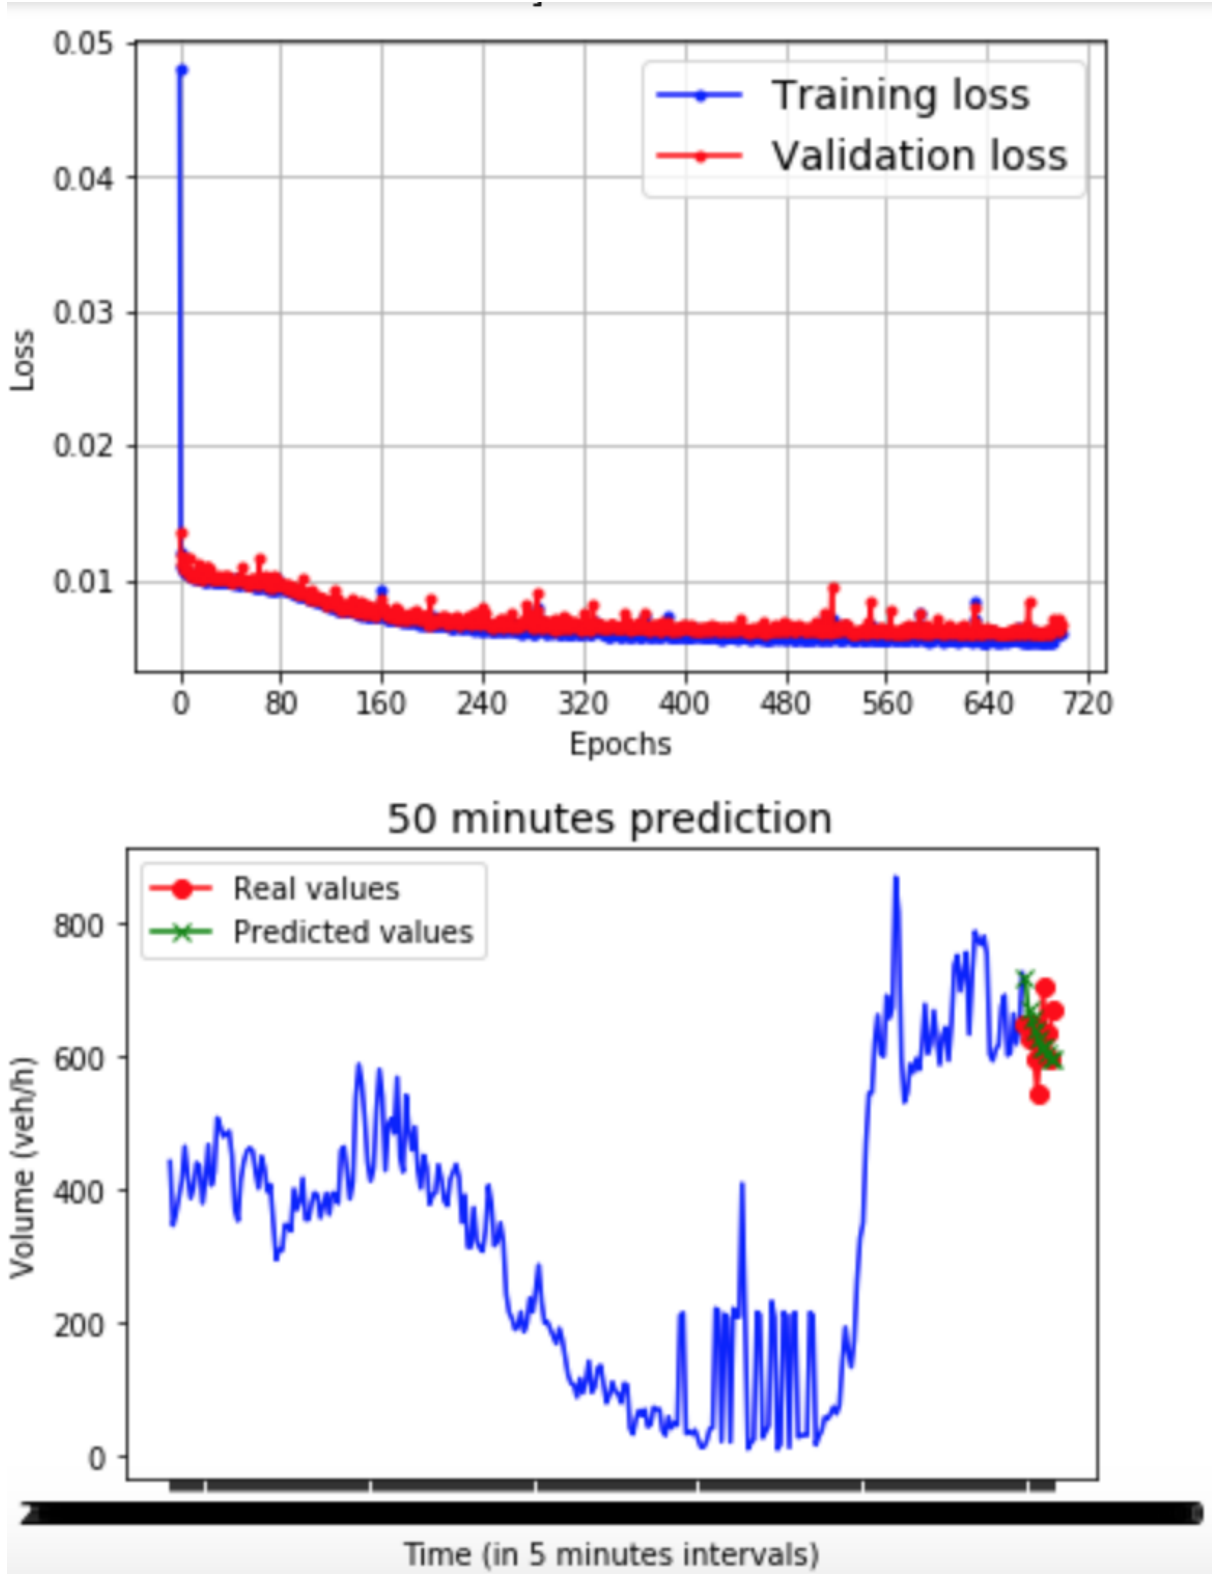 0.05
Training loss
Validation loss
0.04
0.03
Loss
0.02
0.01
0 80 160 240 320 400 480 560 640 720
Epochs
50 minutes prediction
Real values
Predicted values
800
600
Volume (veh/h)
400
200
0
Time (in 5 minutes intervals)